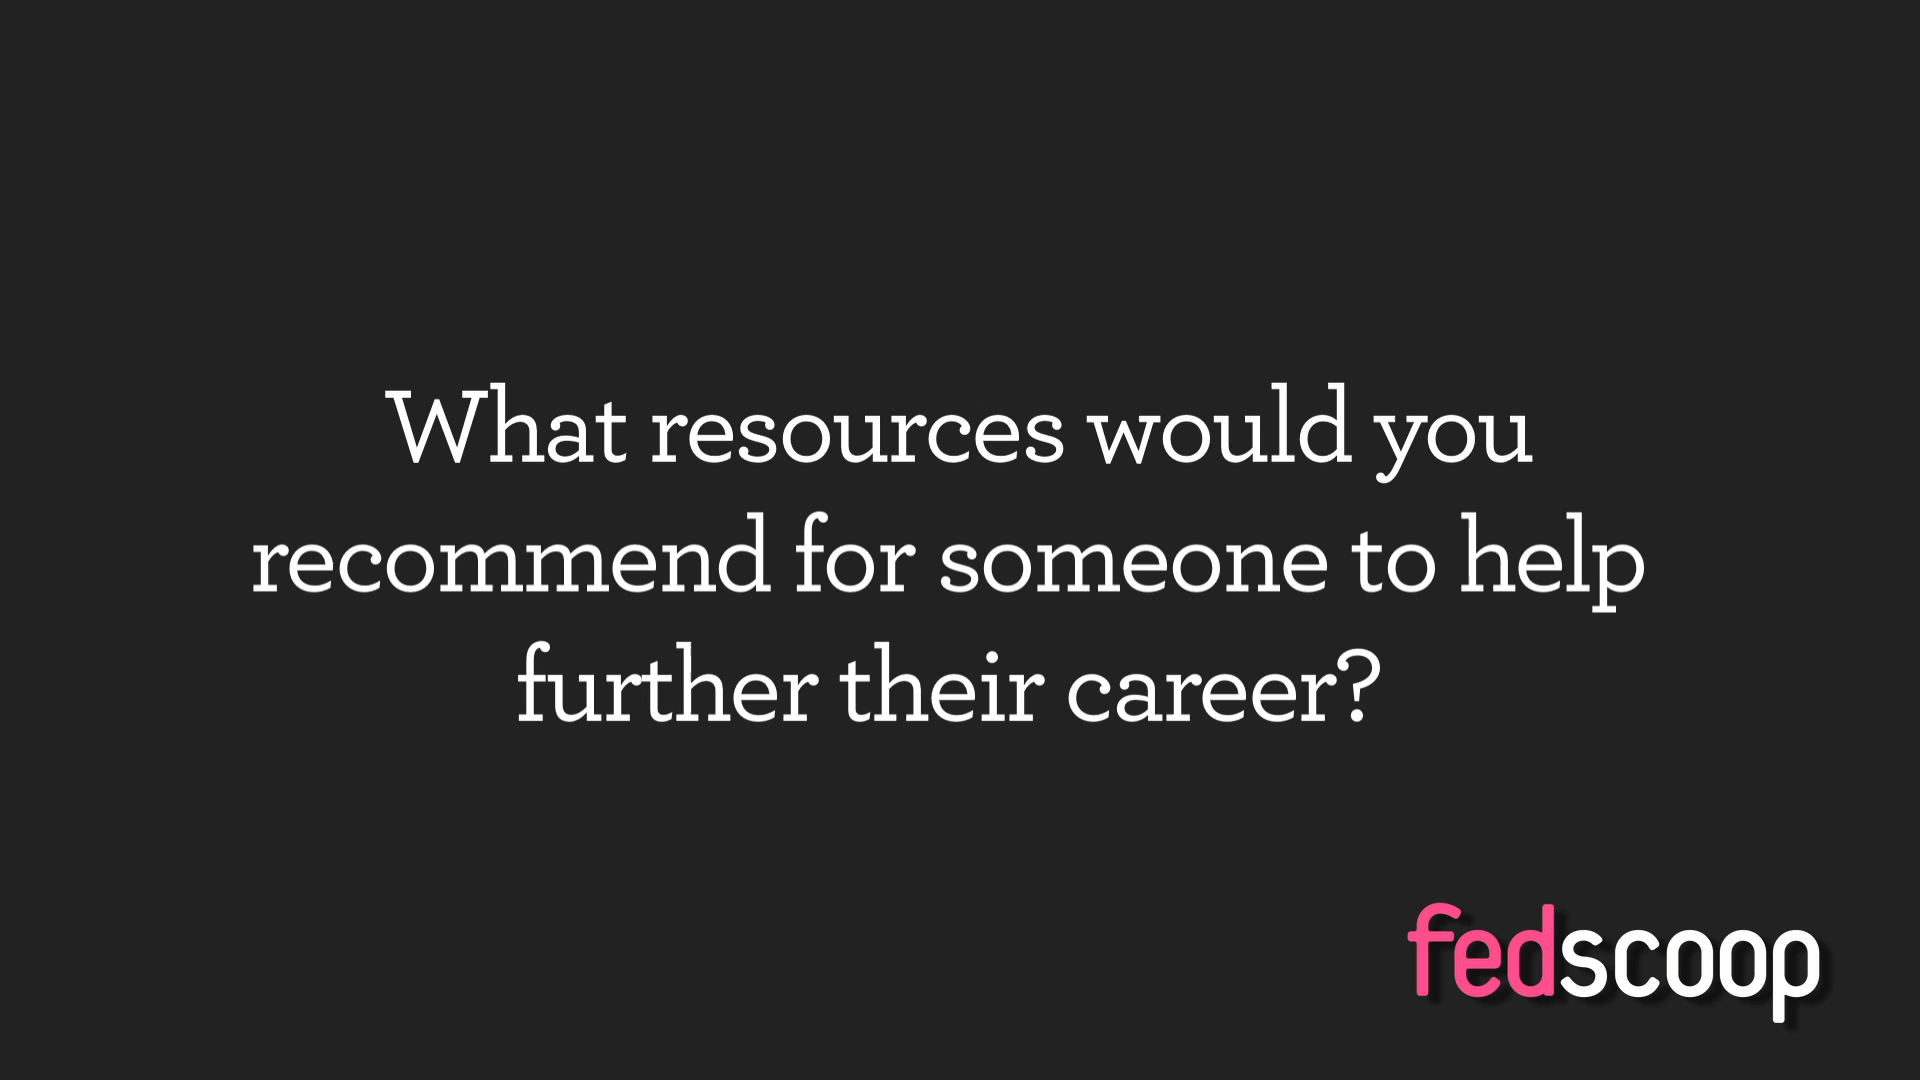 What resources would you
recommend for someone to help
further their career?
fedscoop